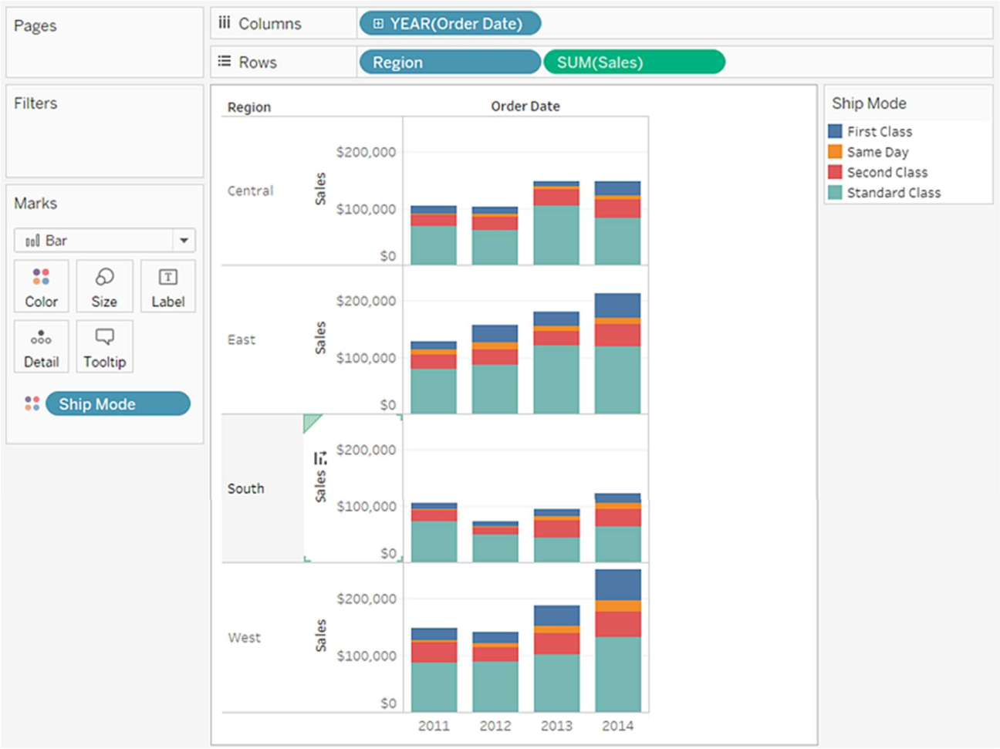 Pages
Columns
YEAR(Order Date)
Rows
Region
SUM(Sales)
Filters
Marks
Bar
Color
Size
Label
Detail
Tooltip
Ship Mode
Region
Order Date
Central
Sales
$200,000
$100,000
$0
East
Sales
$200,000
$100,000
$0
South
Sales
$200,000
$100,000
$0
West
Sales
$200,000
$100,000
$0
2011
2012
2013
2014
Ship Mode
First Class
Same Day
Second Class
Standard Class